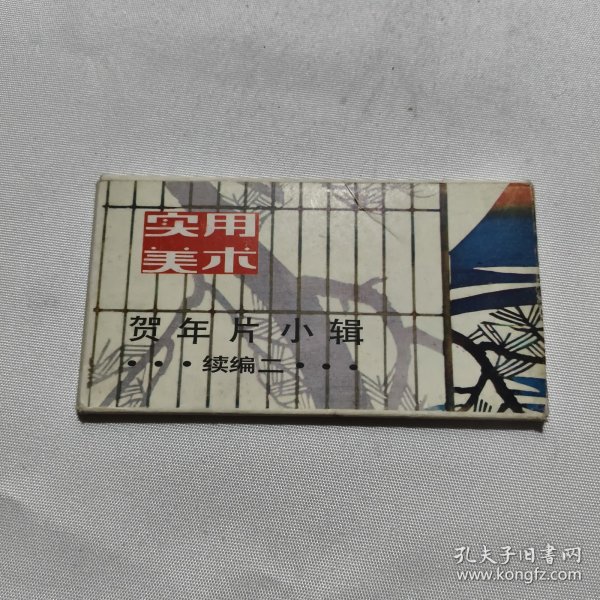 实用
美术
贺年片小辑
···续编二···
孔夫子旧书网
www.kongfz.com